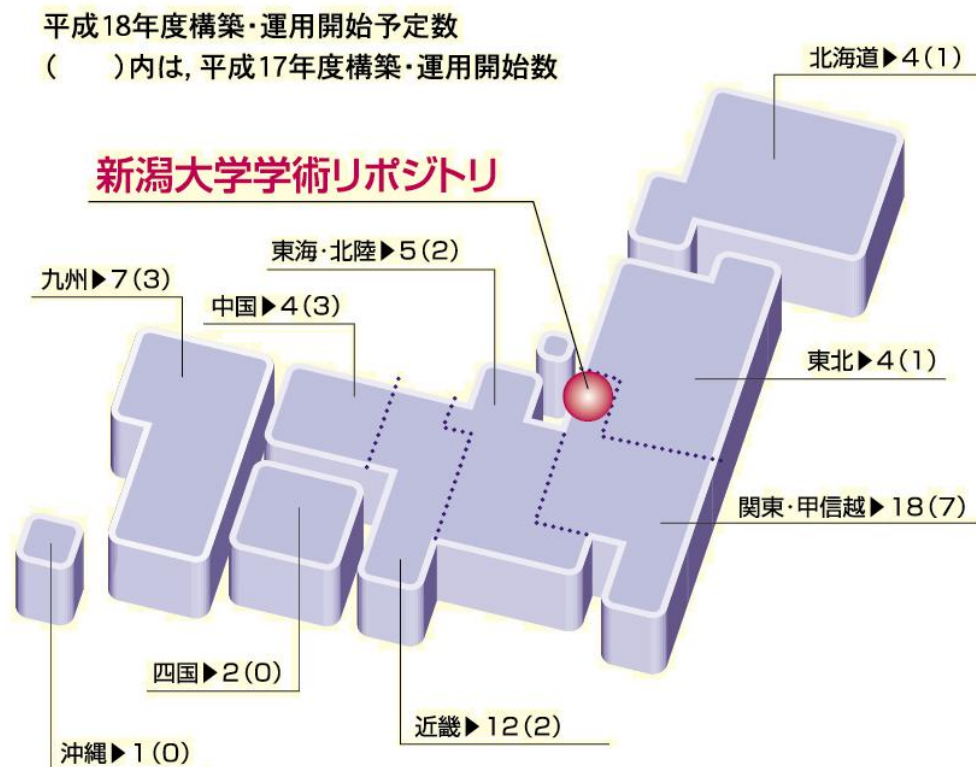 平成18年度構築・運用開始予定数
(　　)内は, 平成17年度構築・運用開始数
北海道▶4(1)
新潟大学学術リポジトリ
東海・北陸▶5(2)
九州▶7(3)
中国▶4(3)
東北▶4(1)
関東・甲信越▶18(7)
四国▶2(0)
近畿▶12(2)
沖縄▶1(0)